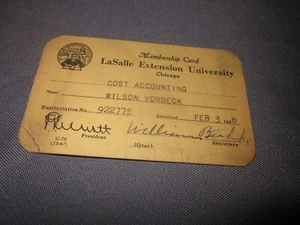 Membership Card
LaSalle Extension University
Chicago
COST ACCOUNTING
Name WILSON VORBECK
Matriculation No. 922775 Enrolled FEB 3
President
Secretary
(Over)